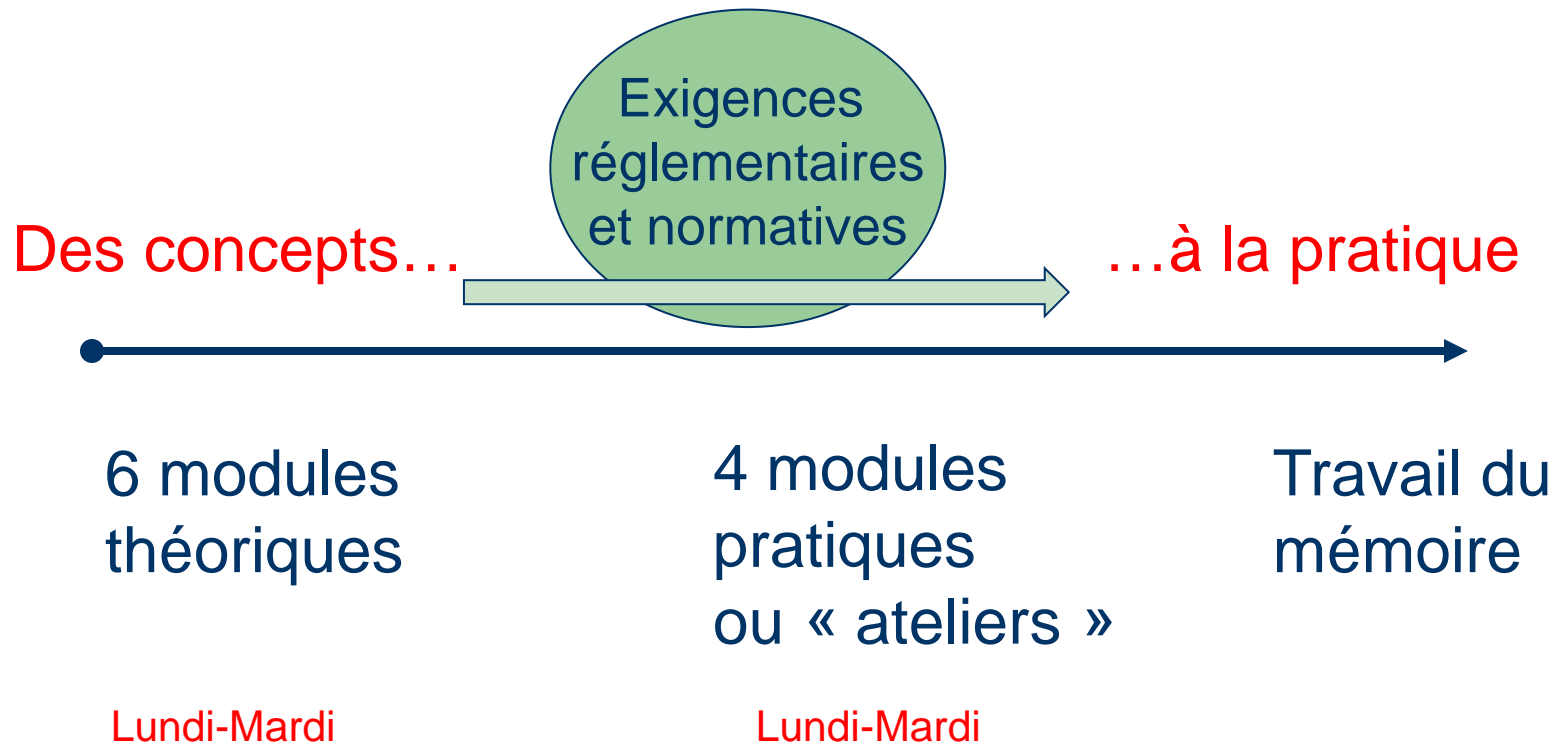 Exigences
réglementaires
et normatives
Des concepts…
…à la pratique
6 modules
théoriques
4 modules
pratiques
ou « ateliers »
Travail du
mémoire
Lundi-Mardi
Lundi-Mardi